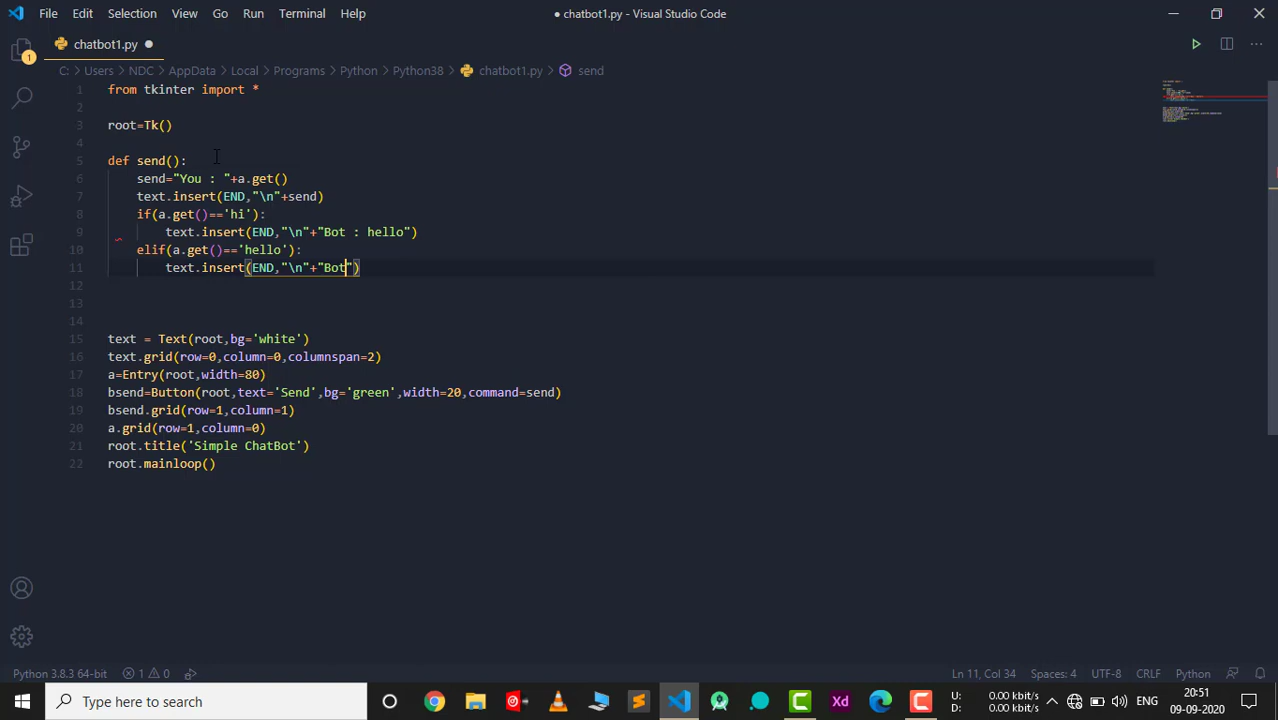 File Edit Selection View Go Run Terminal Help
● chatbot1.py - Visual Studio Code
chatbot1.py ●
C: > Users > NDC > AppData > Local > Programs > Python > Python38 > chatbot1.py > send
1 from tkinter import *
2
3 root=Tk()
4
5 def send():
6     send="You : "+a.get()
7     text.insert(END,"\n"+send)
8     if(a.get()=='hi'):
9         text.insert(END,"\n"+"Bot : hello")
10     elif(a.get()=='hello'):
11         text.insert(END,"\n"+"Bot")
12
13
14
15 text = Text(root,bg='white')
16 text.grid(row=0,column=0,columnspan=2)
17 a=Entry(root,width=80)
18 bsend=Button(root,text='Send',bg='green',width=20,command=send)
19 bsend.grid(row=1,column=1)
20 a.grid(row=1,column=0)
21 root.title('Simple ChatBot')
22 root.mainloop()
1
Python 3.8.3 64-bit 1 0 Ln 11, Col 34 Spaces: 4 UTF-8 CRLF Python
Type here to search
Xd
U: 0.00 kbit/s
D: 0.00 kbit/s
ENG
20:51
09-09-2020